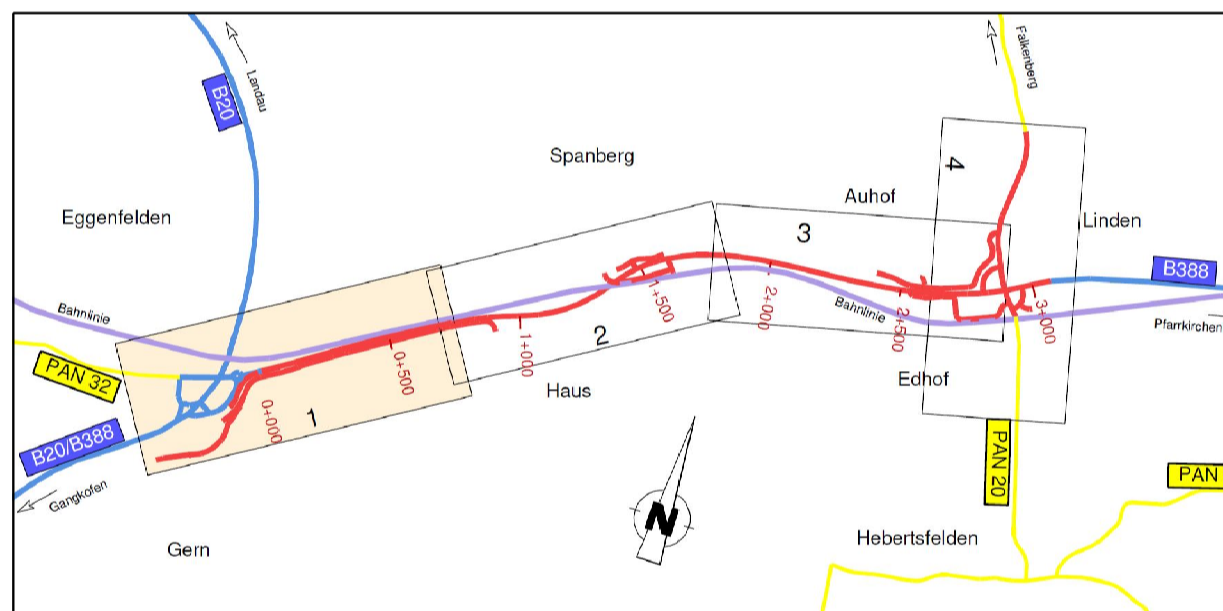 B20
Landau
Falkenberg
Spanberg
Eggenfelden
4
Auhof
Linden
3
B388
Bahnlinie
1+500
2+000
Bahnlinie
2+500
3+000
Pfarrkirchen
2
PAN 32
0+500
1+000
Haus
Edhof
0+000
1
B20/B388
Gangkofen
PAN 20
PAN
N
Gern
Hebertsfelden